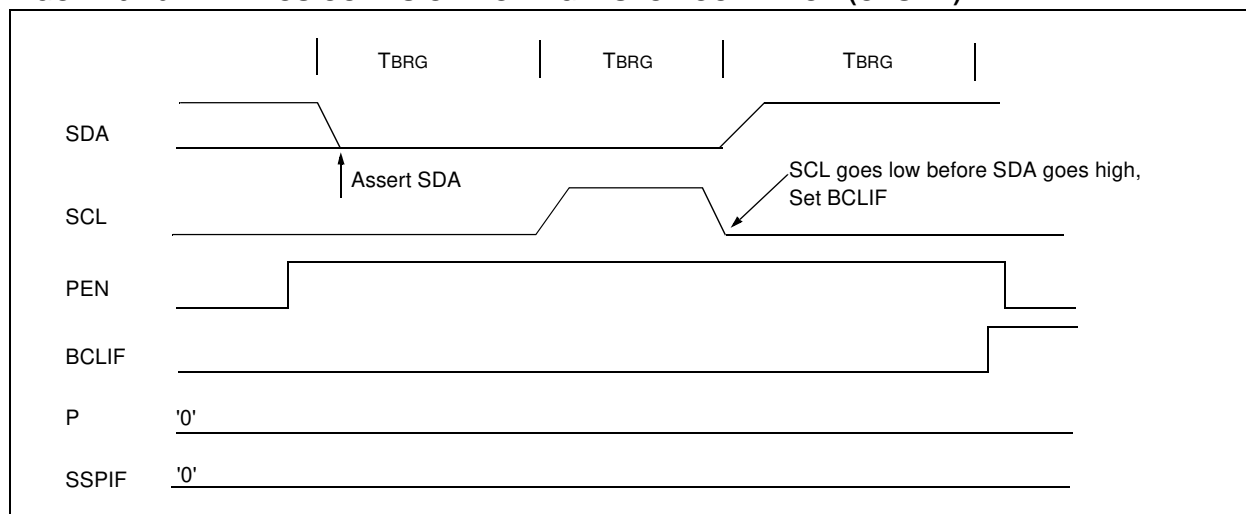 TBRG TBRG TBRG
SDA
Assert SDA
SCL goes low before SDA goes high,
Set BCLIF
SCL
PEN
BCLIF
P '0'
SSPIF '0'